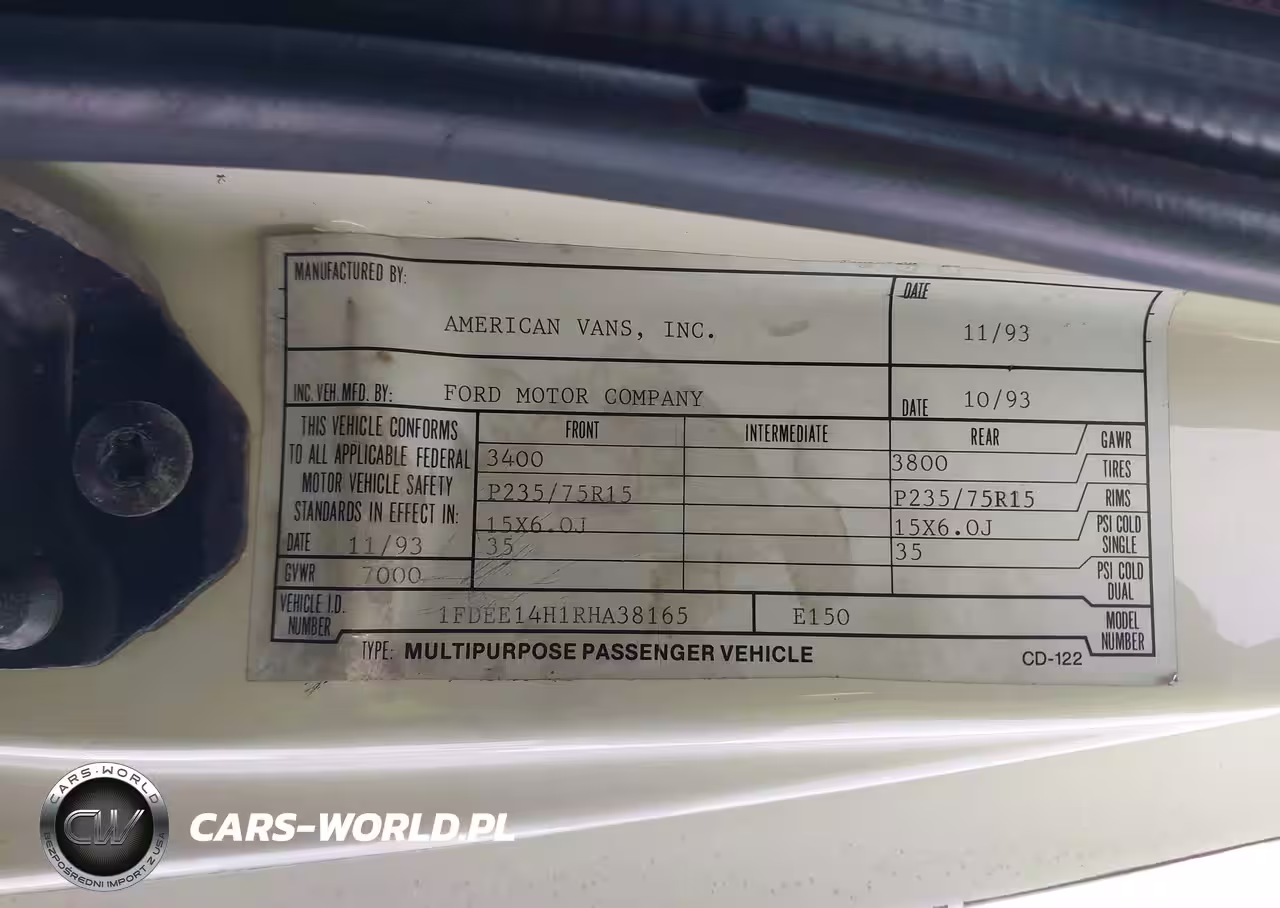 MANUFACTURED BY:
DATE
AMERICAN VANS, INC.
11/93
INC. VEH. MFD. BY: FORD MOTOR COMPANY
DATE 10/93
THIS VEHICLE CONFORMS
TO ALL APPLICABLE FEDERAL
MOTOR VEHICLE SAFETY
STANDARDS IN EFFECT IN:
DATE 11/93
FRONT INTERMEDIATE REAR GAWR
3400 3800 TIRES
P235/75R15 P235/75R15 RIMS
15X6.0J 15X6.0J PSI COLD SINGLE
35 35 PSI COLD DUAL
GVWR 7000
VEHICLE I.D. NUMBER 1FDEE14H1RHA38165 E150 MODEL NUMBER
TYPE: MULTIPURPOSE PASSENGER VEHICLE CD-122
CARS-WORLD
CW
BEZPOŚREDNI IMPORT Z USA
CARS-WORLD.PL